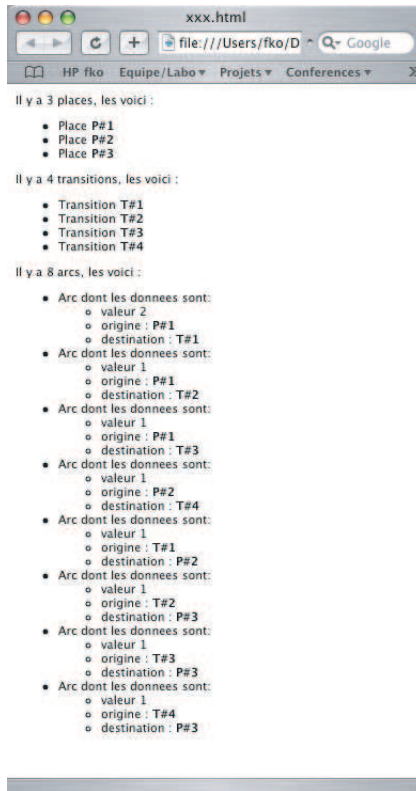 xxx.html
file:///Users/fko/D
Google
HP fko Equipe/Labo Projets Conferences
Il y a 3 places, les voici :
Place P#1
Place P#2
Place P#3
Il y a 4 transitions, les voici :
Transition T#1
Transition T#2
Transition T#3
Transition T#4
Il y a 8 arcs, les voici :
Arc dont les donnees sont:
valeur 2
origine : P#1
destination : T#1
Arc dont les donnees sont:
valeur 1
origine : P#1
destination : T#2
Arc dont les donnees sont:
valeur 1
origine : P#1
destination : T#3
Arc dont les donnees sont:
valeur 1
origine : P#2
destination : T#4
Arc dont les donnees sont:
valeur 1
origine : T#1
destination : P#2
Arc dont les donnees sont:
valeur 1
origine : T#2
destination : P#3
Arc dont les donnees sont:
valeur 1
origine : T#3
destination : P#3
Arc dont les donnees sont:
valeur 1
origine : T#4
destination : P#3